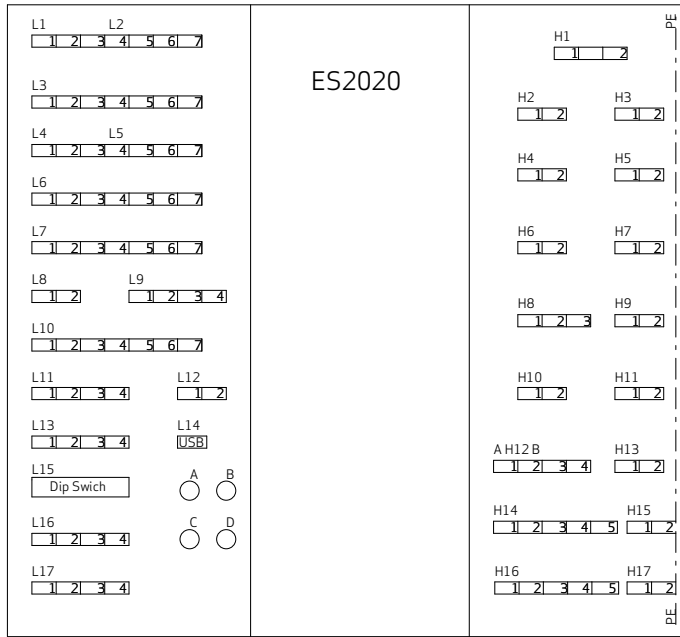 L1 L2
1 2 3 4 5 6 7
L3
1 2 3 4 5 6 7
L4 L5
1 2 3 4 5 6 7
L6
1 2 3 4 5 6 7
L7
1 2 3 4 5 6 7
L8 L9
1 2 1 2 3 4
L10
1 2 3 4 5 6 7
L11 L12
1 2 3 4 1 2
L13 L14
1 2 3 4 USB
L15 A B
Dip Swich
L16 C D
1 2 3 4
L17
1 2 3 4
ES2020
PE
H1
1 2
H2 H3
1 2 1 2
H4 H5
1 2 1 2
H6 H7
1 2 1 2
H8 H9
1 2 3 1 2
H10 H11
1 2 1 2
A H12 B H13
1 2 3 4 1 2
H14 H15
1 2 3 4 5 1 2
H16 H17
1 2 3 4 5 1 2
PE